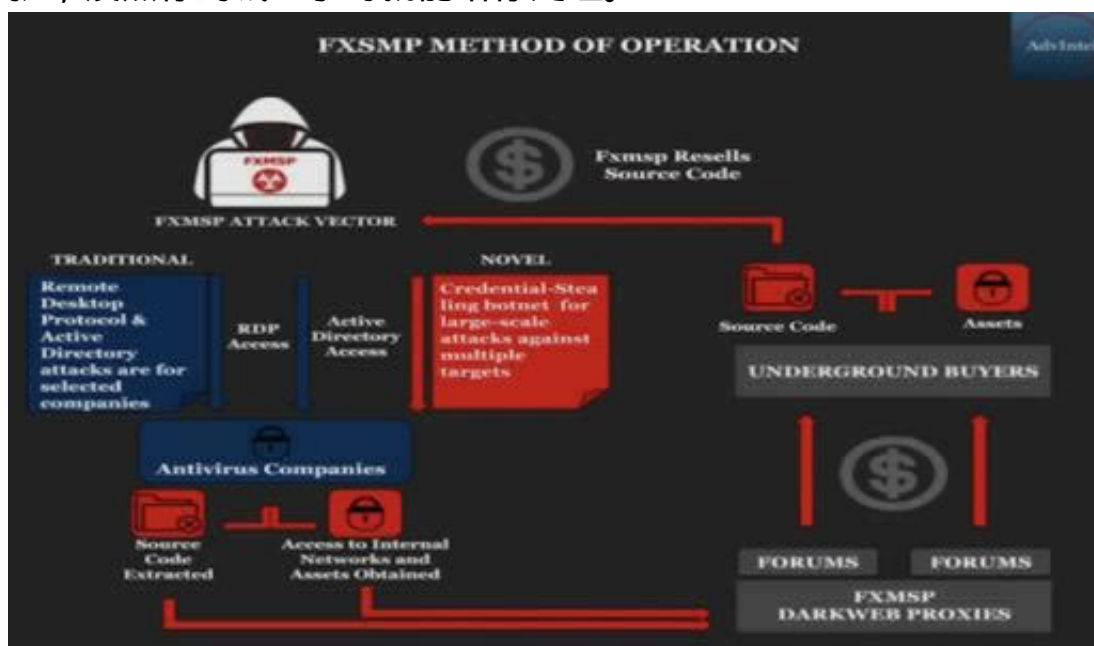 FXSMP METHOD OF OPERATION
AdvIntel
FXMSP
Fxmsp Resells
Source Code
FXMSP ATTACK VECTOR
TRADITIONAL
Remote
Desktop
Protocol &
Active
Directory
attacks are for
selected
companies
RDP
Access
Active
Directory
Access
NOVEL
Credential-Stea
ling botnet for
large-scale
attacks against
multiple
targets
Source Code
Assets
UNDERGROUND BUYERS
Antivirus Companies
Source
Code
Extracted
Access to Internal
Networks and
Assets Obtained
FORUMS
FORUMS
FXMSP
DARKWEB PROXIES